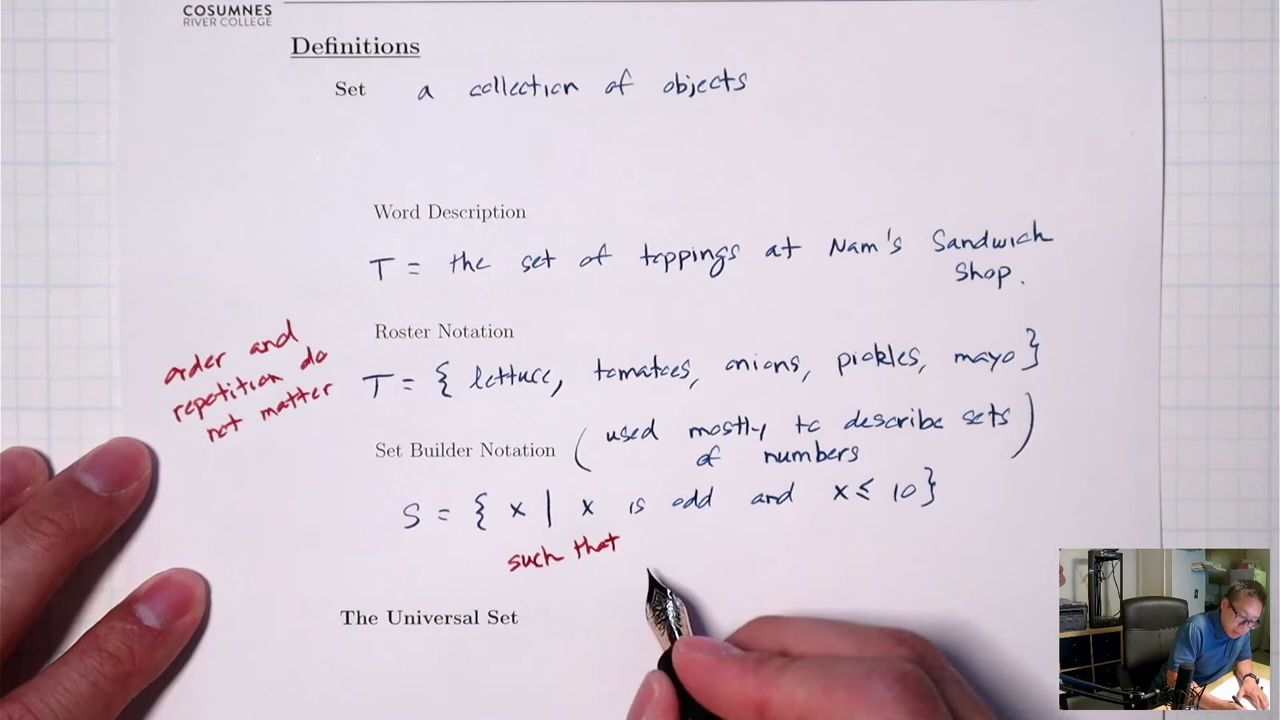 COSUMNES
RIVER COLLEGE
Definitions
Set a collection of objects
Word Description
T = the set of toppings at Nam's Sandwich
Shop.
Roster Notation
order and
repetition do
not matter
T = { lettuce, tomatoes, onions, pickles, mayo }
Set Builder Notation ( used mostly to describe sets
of numbers )
S = { x | x is odd and x ≤ 10 }
such that
The Universal Set